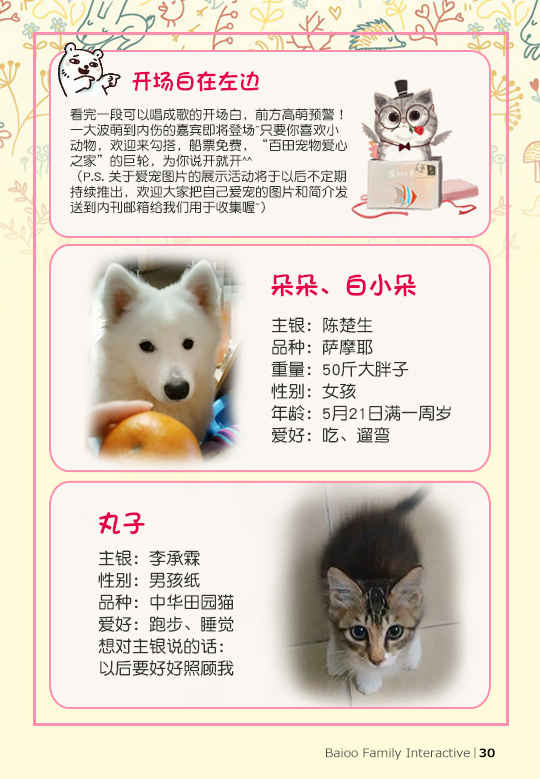 开场白在左边
看完一段可以唱成歌的开场白，前方高萌预警！
一大波萌到内伤的嘉宾即将登场~只要你喜欢小
动物，欢迎来勾搭，船票免费，“百田宠物爱心
之家”的巨轮，为你说开就开^^
（P.S. 关于爱宠图片的展示活动将于以后不定期
持续推出，欢迎大家把自己爱宠的图片和简介发
送到内刊邮箱给我们用于收集喔~）
朵朵、白小朵
主银：陈楚生
品种：萨摩耶
重量：50斤大胖子
性别：女孩
年龄：5月21日满一周岁
爱好：吃、遛弯
丸子
主银：李承霖
性别：男孩纸
品种：中华田园猫
爱好：跑步、睡觉
想对主银说的话：
以后要好好照顾我
Baioo Family Interactive | 30